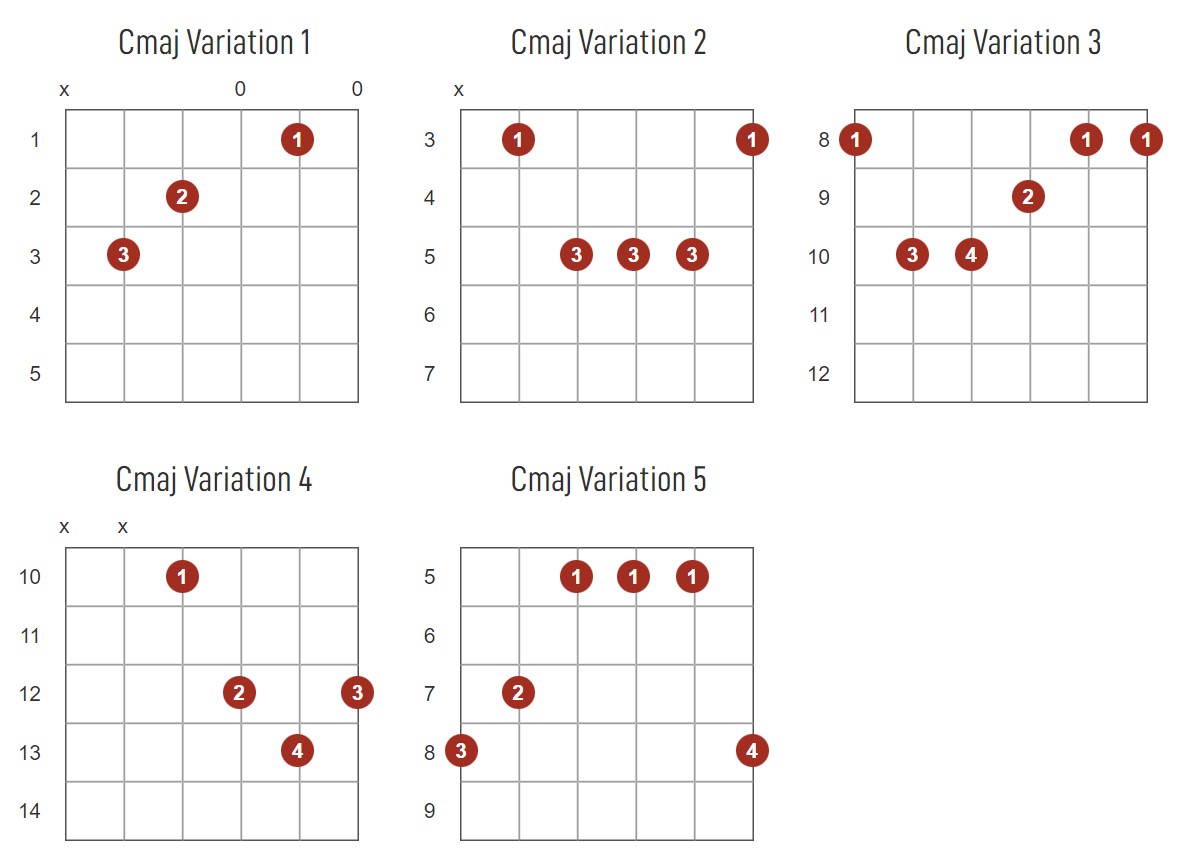 Cmaj Variation 1
x 0 0
1 1
2 2
3 3
4
5
Cmaj Variation 2
x
3 1 1
4
5 3 3 3
6
7
Cmaj Variation 3
8 1 1 1
9 2
10 3 4
11
12
Cmaj Variation 4
x x
10 1
11
12 2 3
13 4
14
Cmaj Variation 5
5 1 1 1
6
7 2
8 3 4
9